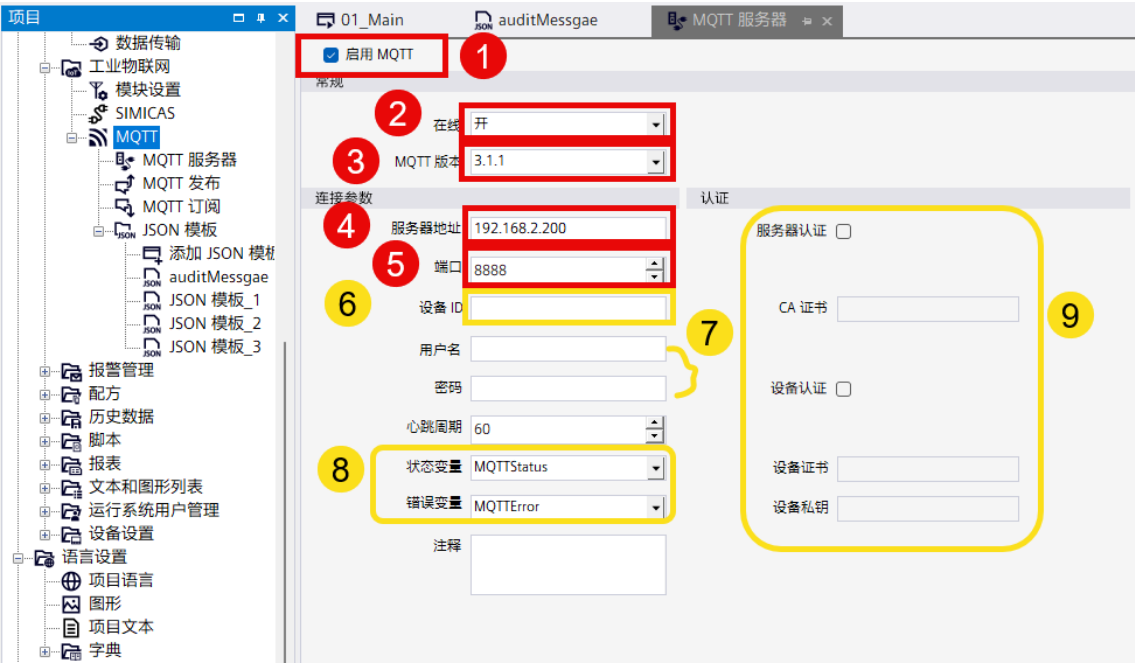 项目
数据传输
工业物联网
模块设置
SIMICAS
MQTT
MQTT 服务器
MQTT 发布
MQTT 订阅
JSON 模板
添加 JSON 模板
auditMessgae
JSON 模板_1
JSON 模板_2
JSON 模板_3
报警管理
配方
历史数据
脚本
报表
文本和图形列表
运行系统用户管理
设备设置
语言设置
项目语言
图形
项目文本
字典
01_Main
auditMessgae
MQTT 服务器
启用 MQTT
1
常规
2
在线
开
3
MQTT 版本
3.1.1
连接参数
4
服务器地址
192.168.2.200
5
端口
8888
6
设备 ID
7
用户名
密码
心跳周期
60
8
状态变量
MQTTStatus
错误变量
MQTTError
注释
认证
服务器认证
CA 证书
9
设备认证
设备证书
设备私钥